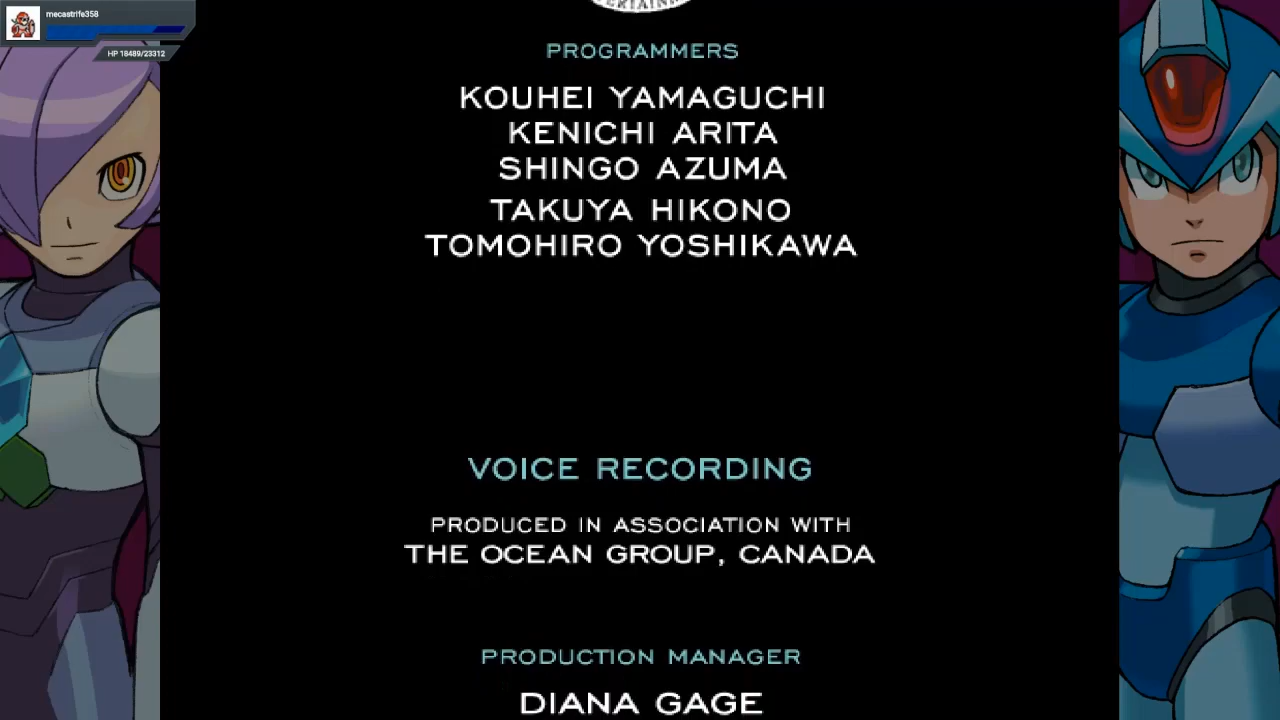 mecastrife358
HP 18489/23312
PROGRAMMERS
KOUHEI YAMAGUCHI
KENICHI ARITA
SHINGO AZUMA
TAKUYA HIKONO
TOMOHIRO YOSHIKAWA
VOICE RECORDING
PRODUCED IN ASSOCIATION WITH
THE OCEAN GROUP, CANADA
PRODUCTION MANAGER
DIANA GAGE